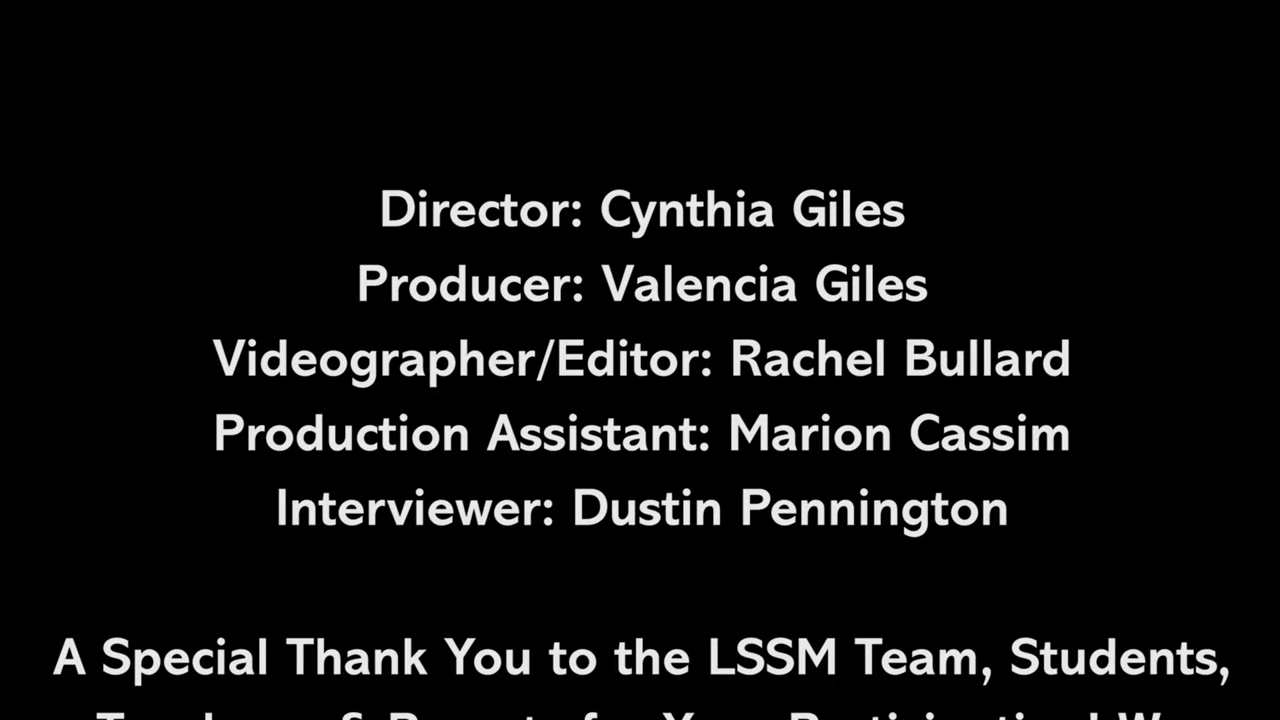 Director: Cynthia Giles
Producer: Valencia Giles
Videographer/Editor: Rachel Bullard
Production Assistant: Marion Cassim
Interviewer: Dustin Pennington
A Special Thank You to the LSSM Team, Students,